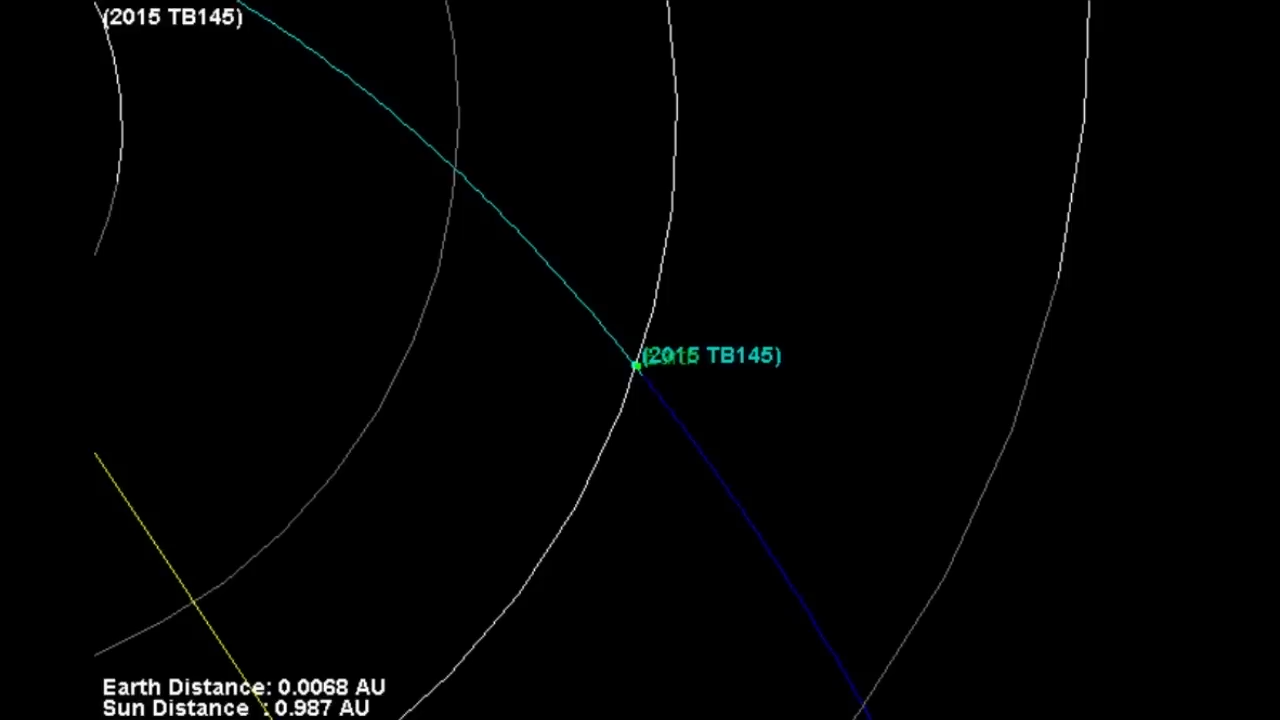 (2015 TB145)
(2015 TB145)
Earth Distance: 0.0068 AU
Sun Distance : 0.987 AU